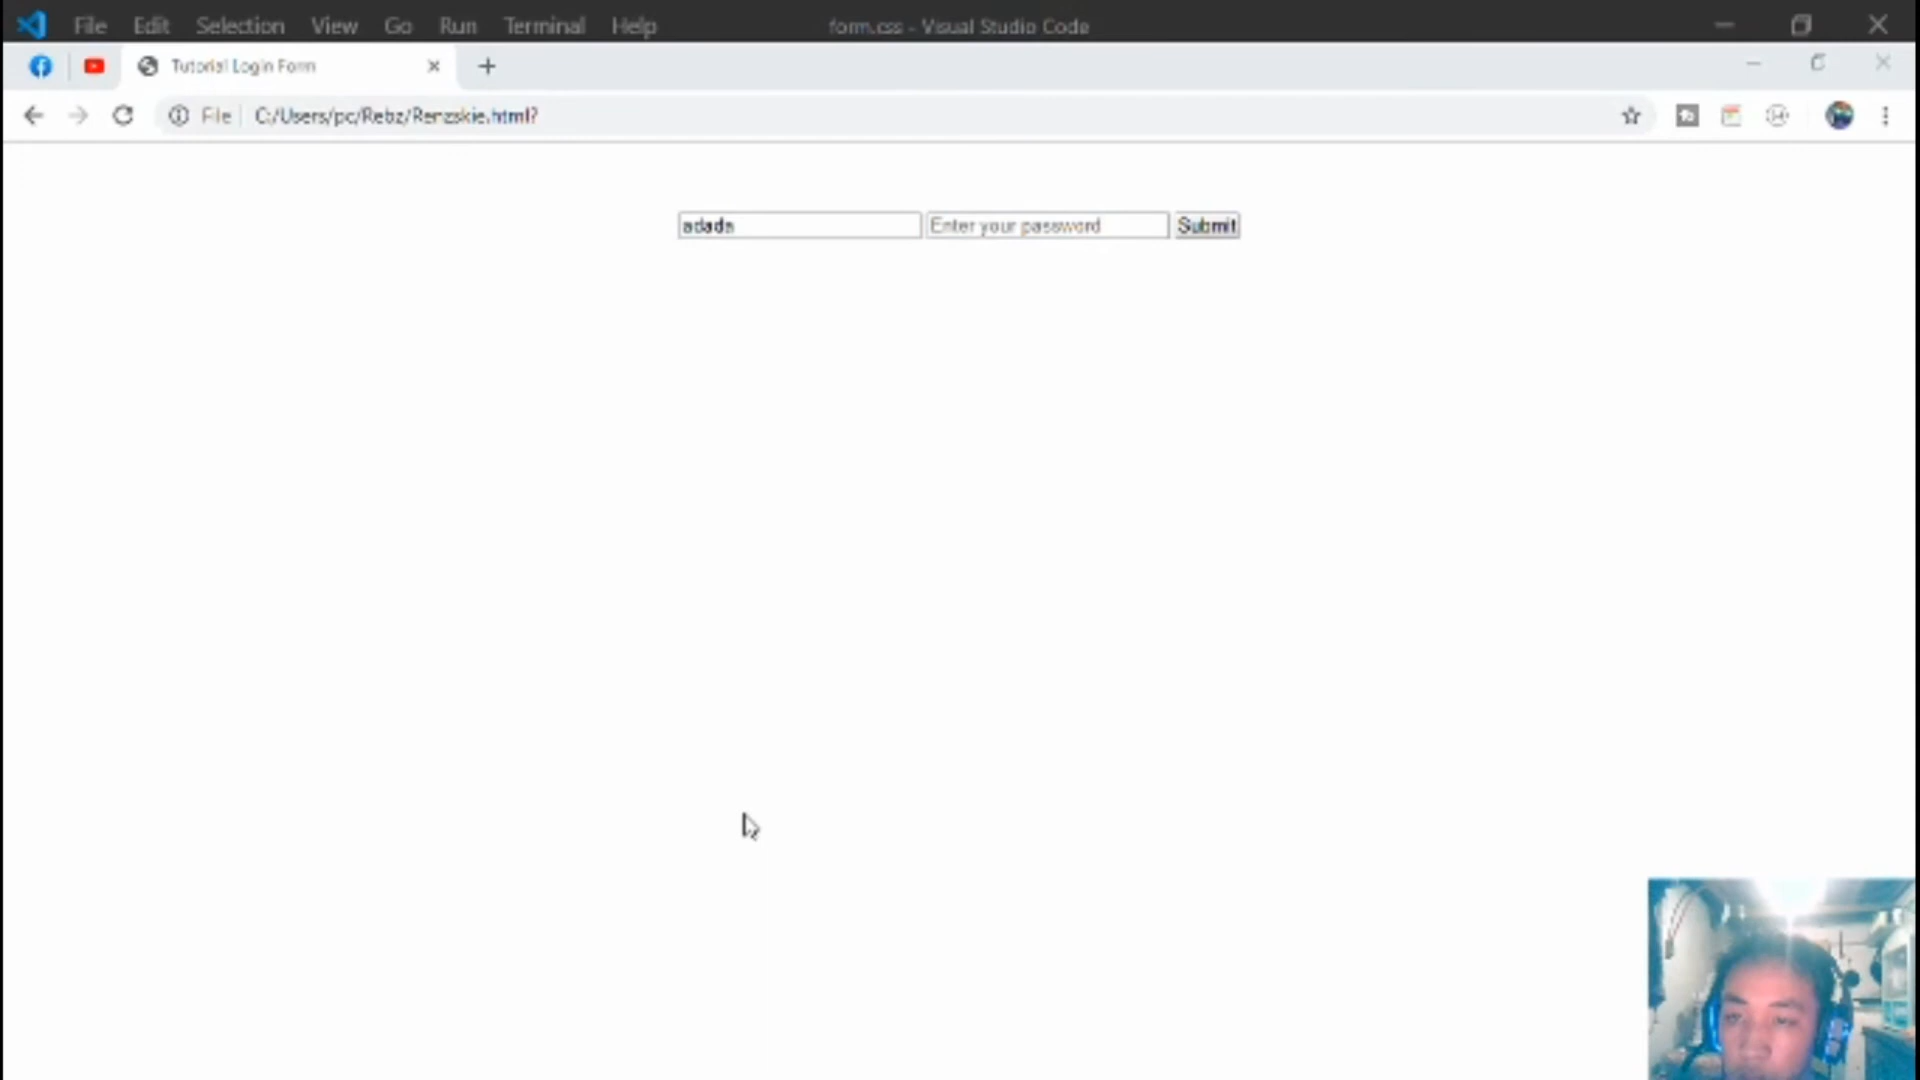 File Edit Selection View Go Run Terminal Help form.css - Visual Studio Code
Tutorial Login Form
File C:/Users/pc/Rebz/Renzskie.html?
adada Enter your password Submit